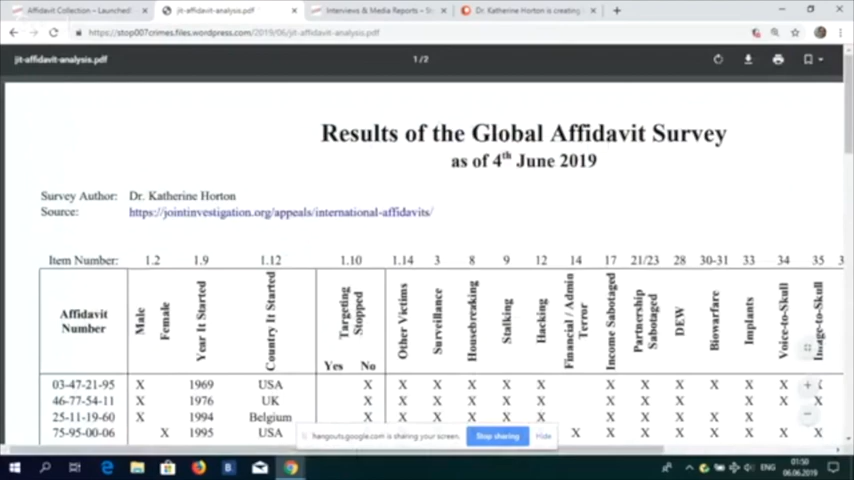 Affidavit Collection – Launched!
jit-affidavit-analysis.pdf
Interviews & Media Reports – St
Dr. Katherine Horton is creating
https://stop007crimes.files.wordpress.com/2019/06/jit-affidavit-analysis.pdf
jit-affidavit-analysis.pdf
1/2
Results of the Global Affidavit Survey
as of 4th June 2019
Survey Author: Dr. Katherine Horton
Source: https://jointinvestigation.org/appeals/international-affidavits/
Item Number: 1.2 1.9 1.12 1.10 1.14 3 8 9 12 14 17 21/23 28 30-31 33 34 35 3
Affidavit Number
Male
Female
Year It Started
Country It Started
Targeting Stopped
Yes No
Other Victims
Surveillance
Housebreaking
Stalking
Hacking
Financial / Admin Terror
Income Sabotaged
Partnership Sabotaged
DEW
Biowarfare
Implants
Voice-to-Skull
Image-to-Skull
03-47-21-95 X 1969 USA X X X X X X X X X X X X
46-77-54-11 X 1976 UK X X X X X X X X X X X
25-11-19-60 X 1994 Belgium X X X X X X X X X X X
75-95-00-06 X 1995 USA X X X X X X X X
hangouts.google.com is sharing your screen.
Stop sharing
Hide
ENG
01:50
06.06.2019